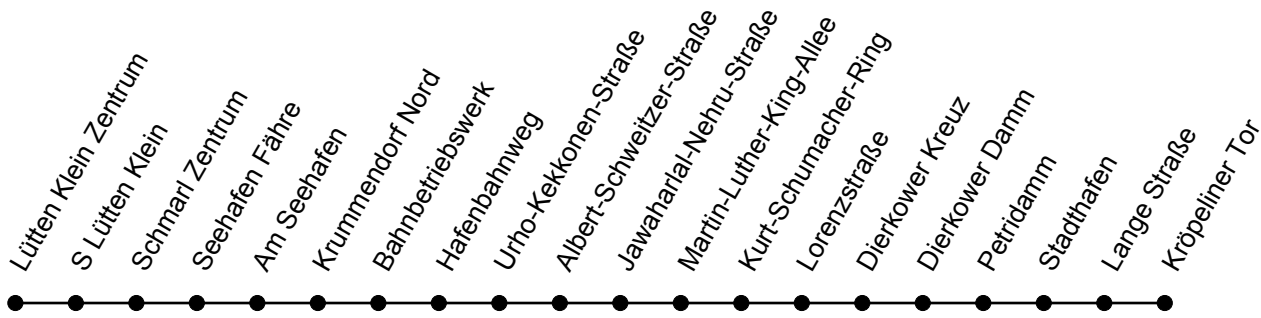 Lütten Klein Zentrum
S Lütten Klein
Schmarl Zentrum
Seehafen Fähre
Am Seehafen
Krummendorf Nord
Bahnbetriebswerk
Hafenbahnweg
Urho-Kekkonen-Straße
Albert-Schweitzer-Straße
Jawaharlal-Nehru-Straße
Martin-Luther-King-Allee
Kurt-Schumacher-Ring
Lorenzstraße
Dierkower Kreuz
Dierkower Damm
Petridamm
Stadthafen
Lange Straße
Kröpeliner Tor